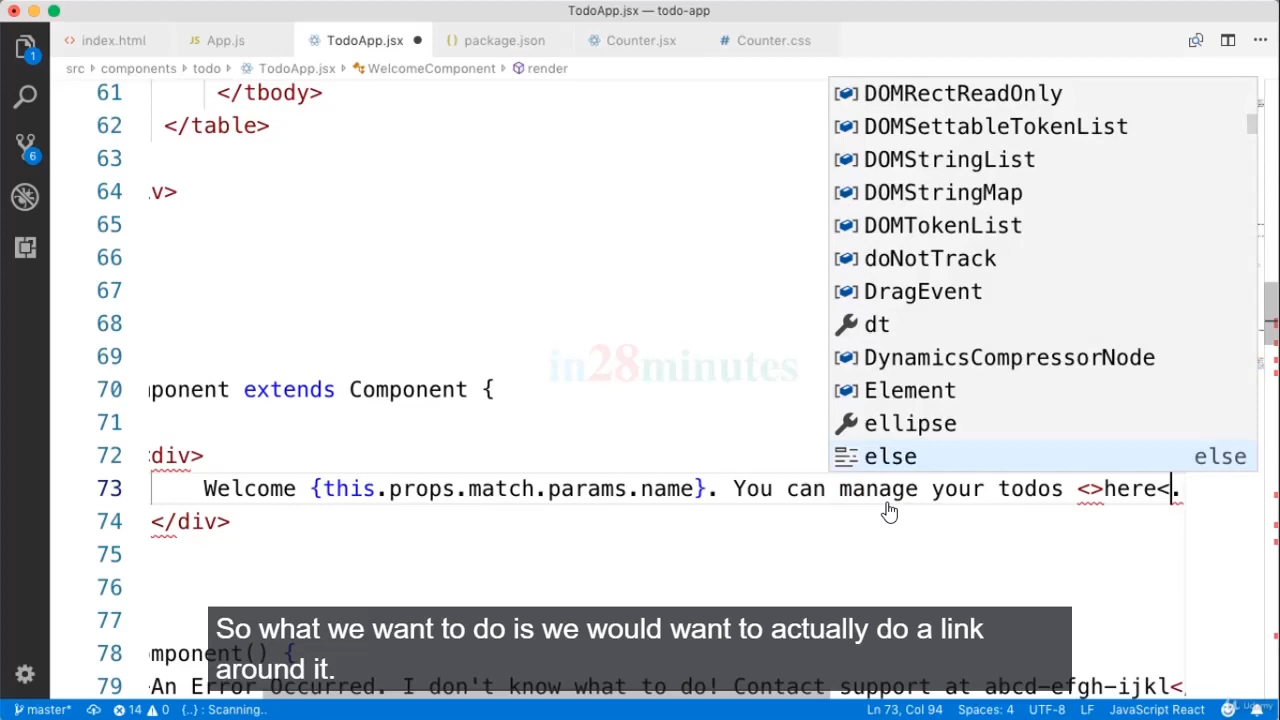 TodoApp.jsx — todo-app
index.html
JS App.js
TodoApp.jsx
{} package.json
Counter.jsx
# Counter.css
src components todo TodoApp.jsx WelcomeComponent render
61 </tbody>
62 </table>
63
64 v>
65
66
67
68
69
70 mponent extends Component {
71
72 div>
73 Welcome {this.props.match.params.name}. You can manage your todos <>here<.
74 </div>
75
76
77
78 omponent() {
79 An Error Occurred. I don't know what to do! Contact support at abcd-efgh-ijkl<
DOMRectReadOnly
DOMSettableTokenList
DOMStringList
DOMStringMap
DOMTokenList
doNotTrack
DragEvent
dt
DynamicsCompressorNode
Element
ellipse
else else
in28minutes
So what we want to do is we would want to actually do a link
around it.
1
6
master* 14 0 {..} : Scanning.. Ln 73, Col 94 Spaces: 4 UTF-8 LF JavaScript React